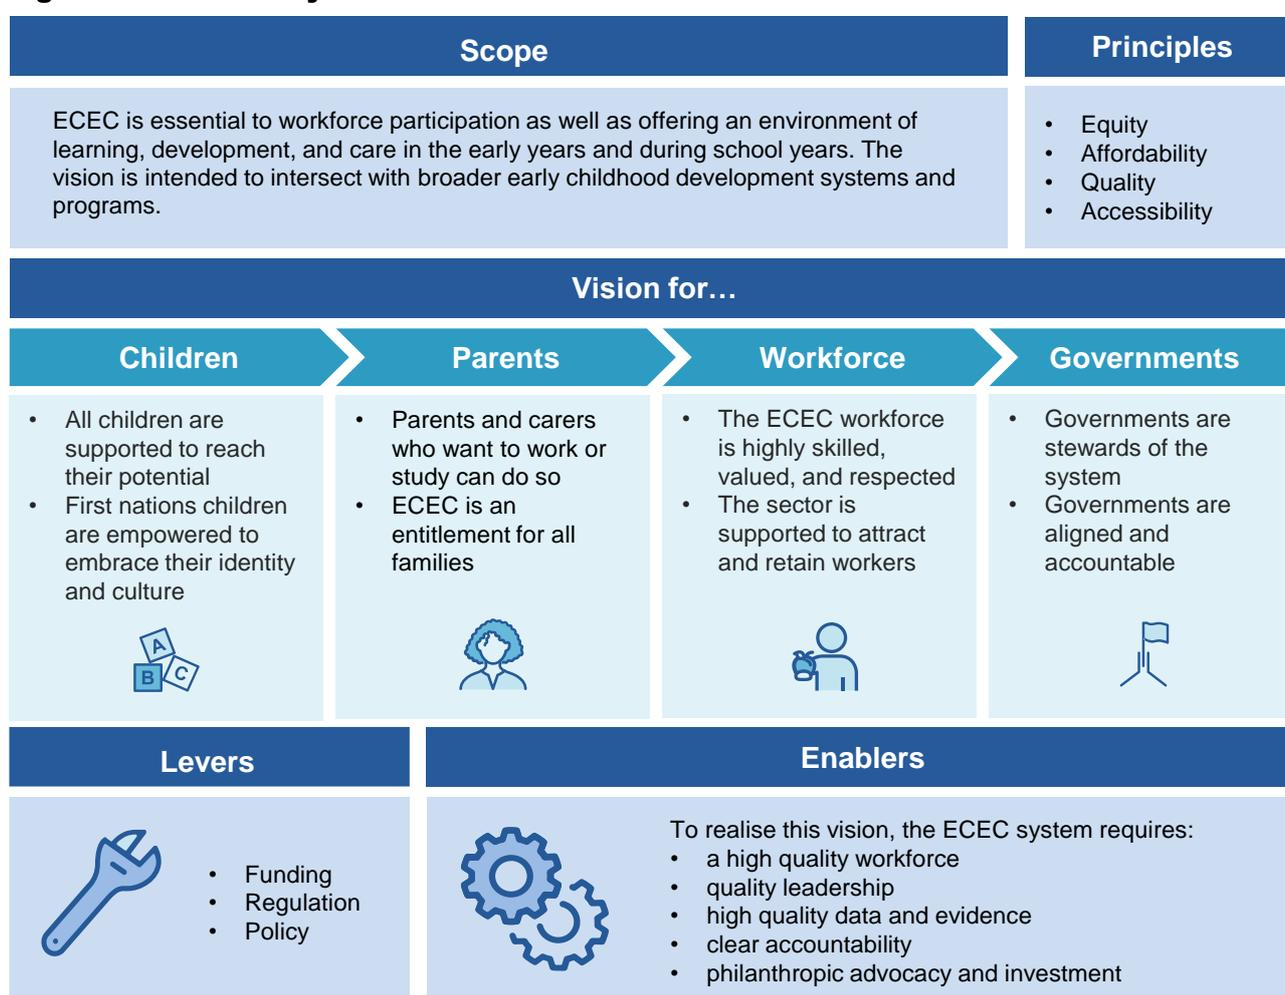 Scope
ECEC is essential to workforce participation as well as offering an environment of
learning, development, and care in the early years and during school years. The
vision is intended to intersect with broader early childhood development systems and
programs.
Principles
• Equity
• Affordability
• Quality
• Accessibility
Vision for…
Children
• All children are
supported to reach
their potential
• First nations children
are empowered to
embrace their identity
and culture
A
B
C
Parents
• Parents and carers
who want to work or
study can do so
• ECEC is an
entitlement for all
families
Workforce
• The ECEC workforce
is highly skilled,
valued, and respected
• The sector is
supported to attract
and retain workers
Governments
• Governments are
stewards of the
system
• Governments are
aligned and
accountable
Levers
• Funding
• Regulation
• Policy
Enablers
To realise this vision, the ECEC system requires:
• a high quality workforce
• quality leadership
• high quality data and evidence
• clear accountability
• philanthropic advocacy and investment